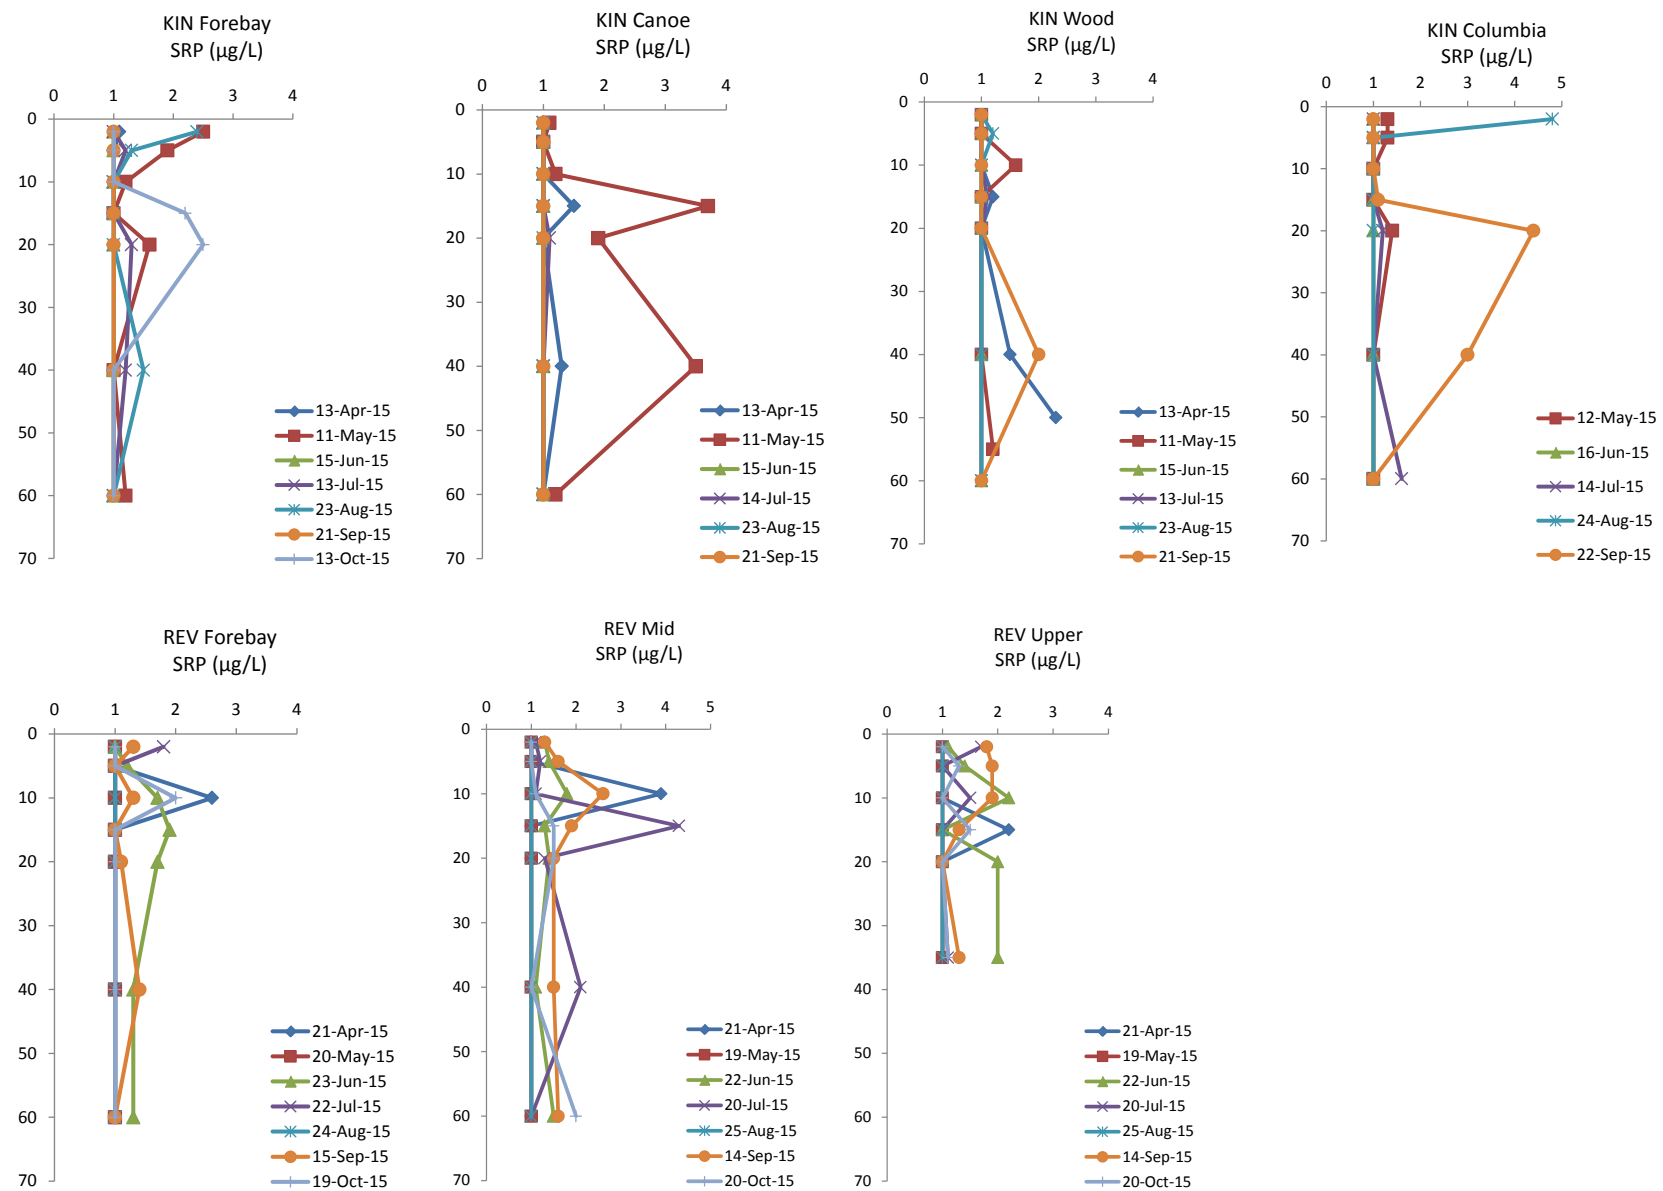 KIN Forebay
SRP (µg/L)
0 1 2 3 4
0
10
20
30
40
50
60
70
13-Apr-15
11-May-15
15-Jun-15
13-Jul-15
23-Aug-15
21-Sep-15
13-Oct-15
KIN Canoe
SRP (µg/L)
0 1 2 3 4
0
10
20
30
40
50
60
70
13-Apr-15
11-May-15
15-Jun-15
14-Jul-15
23-Aug-15
21-Sep-15
KIN Wood
SRP (µg/L)
0 1 2 3 4
0
10
20
30
40
50
60
70
13-Apr-15
11-May-15
15-Jun-15
13-Jul-15
23-Aug-15
21-Sep-15
KIN Columbia
SRP (µg/L)
0 1 2 3 4 5
0
10
20
30
40
50
60
70
12-May-15
16-Jun-15
14-Jul-15
24-Aug-15
22-Sep-15
REV Forebay
SRP (µg/L)
0 1 2 3 4
0
10
20
30
40
50
60
70
21-Apr-15
20-May-15
23-Jun-15
22-Jul-15
24-Aug-15
15-Sep-15
19-Oct-15
REV Mid
SRP (µg/L)
0 1 2 3 4 5
0
10
20
30
40
50
60
70
21-Apr-15
19-May-15
22-Jun-15
20-Jul-15
25-Aug-15
14-Sep-15
20-Oct-15
REV Upper
SRP (µg/L)
0 1 2 3 4
0
10
20
30
40
50
60
70
21-Apr-15
19-May-15
22-Jun-15
20-Jul-15
25-Aug-15
14-Sep-15
20-Oct-15